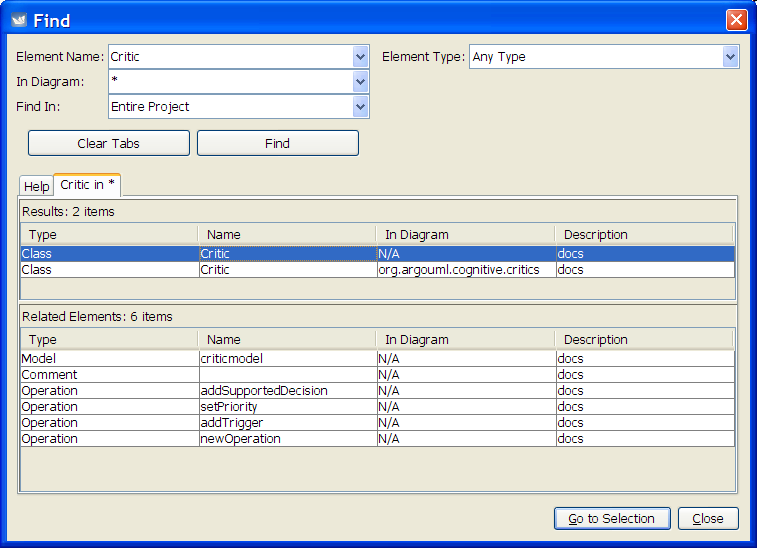 Find
Element Name: Critic Element Type: Any Type
In Diagram: *
Find In: Entire Project
Clear Tabs Find
Help Critic in *
Results: 2 items
Type Name In Diagram Description
Class Critic N/A docs
Class Critic org.argouml.cognitive.critics docs
Related Elements: 6 items
Type Name In Diagram Description
Model criticmodel N/A docs
Comment N/A docs
Operation addSupportedDecision N/A docs
Operation setPriority N/A docs
Operation addTrigger N/A docs
Operation newOperation N/A docs
Go to Selection Close